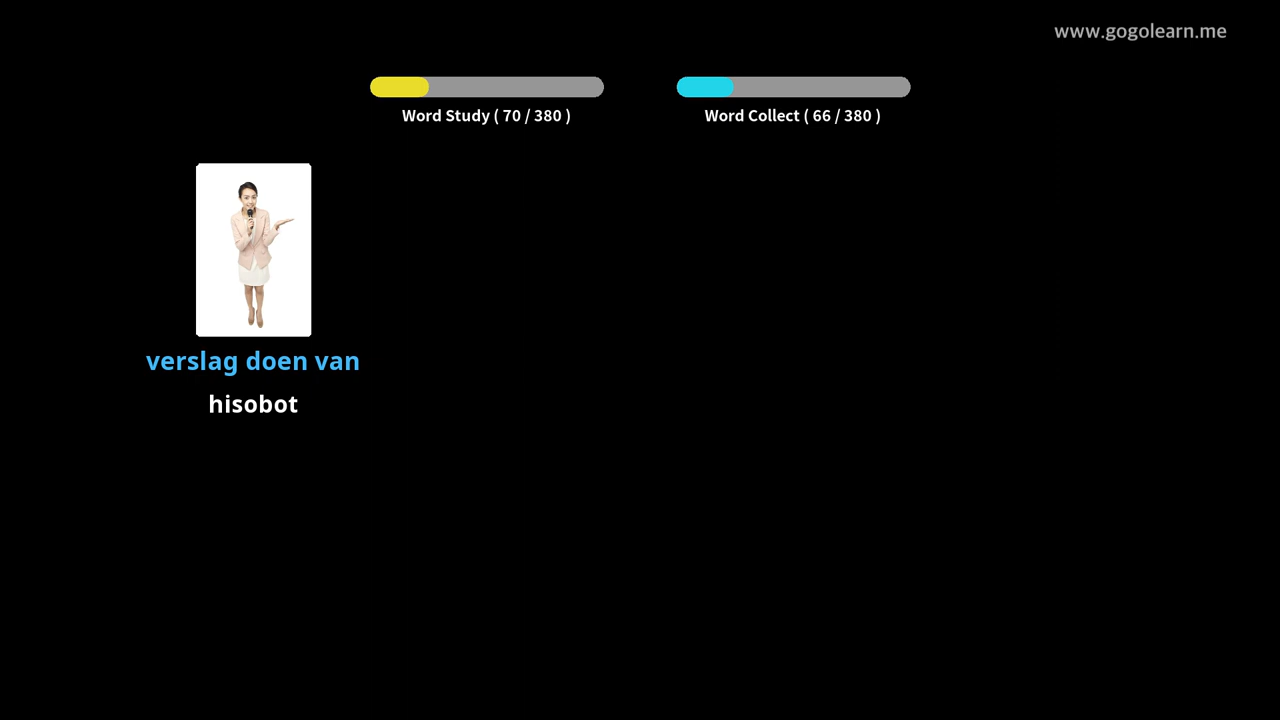 www.gogolearn.me
Word Study ( 70 / 380 )
Word Collect ( 66 / 380 )
verslag doen van
hisobot